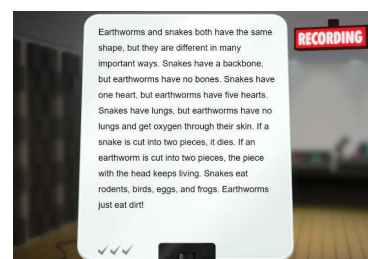 Earthworms and snakes both have the same
shape, but they are different in many
important ways. Snakes have a backbone,
but earthworms have no bones. Snakes have
one heart, but earthworms have five hearts.
Snakes have lungs, but earthworms have no
lungs and get oxygen through their skin. If a
snake is cut into two pieces, it dies. If an
earthworm is cut into two pieces, the piece
with the head keeps living. Snakes eat
rodents, birds, eggs, and frogs. Earthworms
just eat dirt!
RECORDING